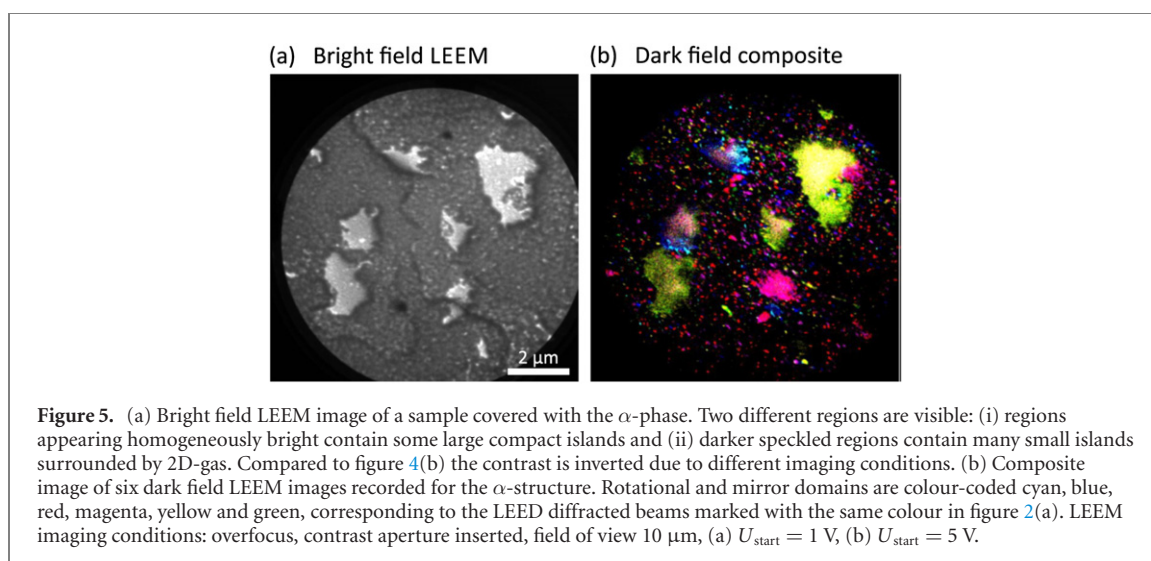 (a) Bright field LEEM
(b) Dark field composite
2 μm
Figure 5. (a) Bright field LEEM image of a sample covered with the α-phase. Two different regions are visible: (i) regions
appearing homogeneously bright contain some large compact islands and (ii) darker speckled regions contain many small islands
surrounded by 2D-gas. Compared to figure 4(b) the contrast is inverted due to different imaging conditions. (b) Composite
image of six dark field LEEM images recorded for the α-structure. Rotational and mirror domains are colour-coded cyan, blue,
red, magenta, yellow and green, corresponding to the LEED diffracted beams marked with the same colour in figure 2(a). LEEM
imaging conditions: overfocus, contrast aperture inserted, field of view 10 μm, (a) Ustart = 1 V, (b) Ustart = 5 V.